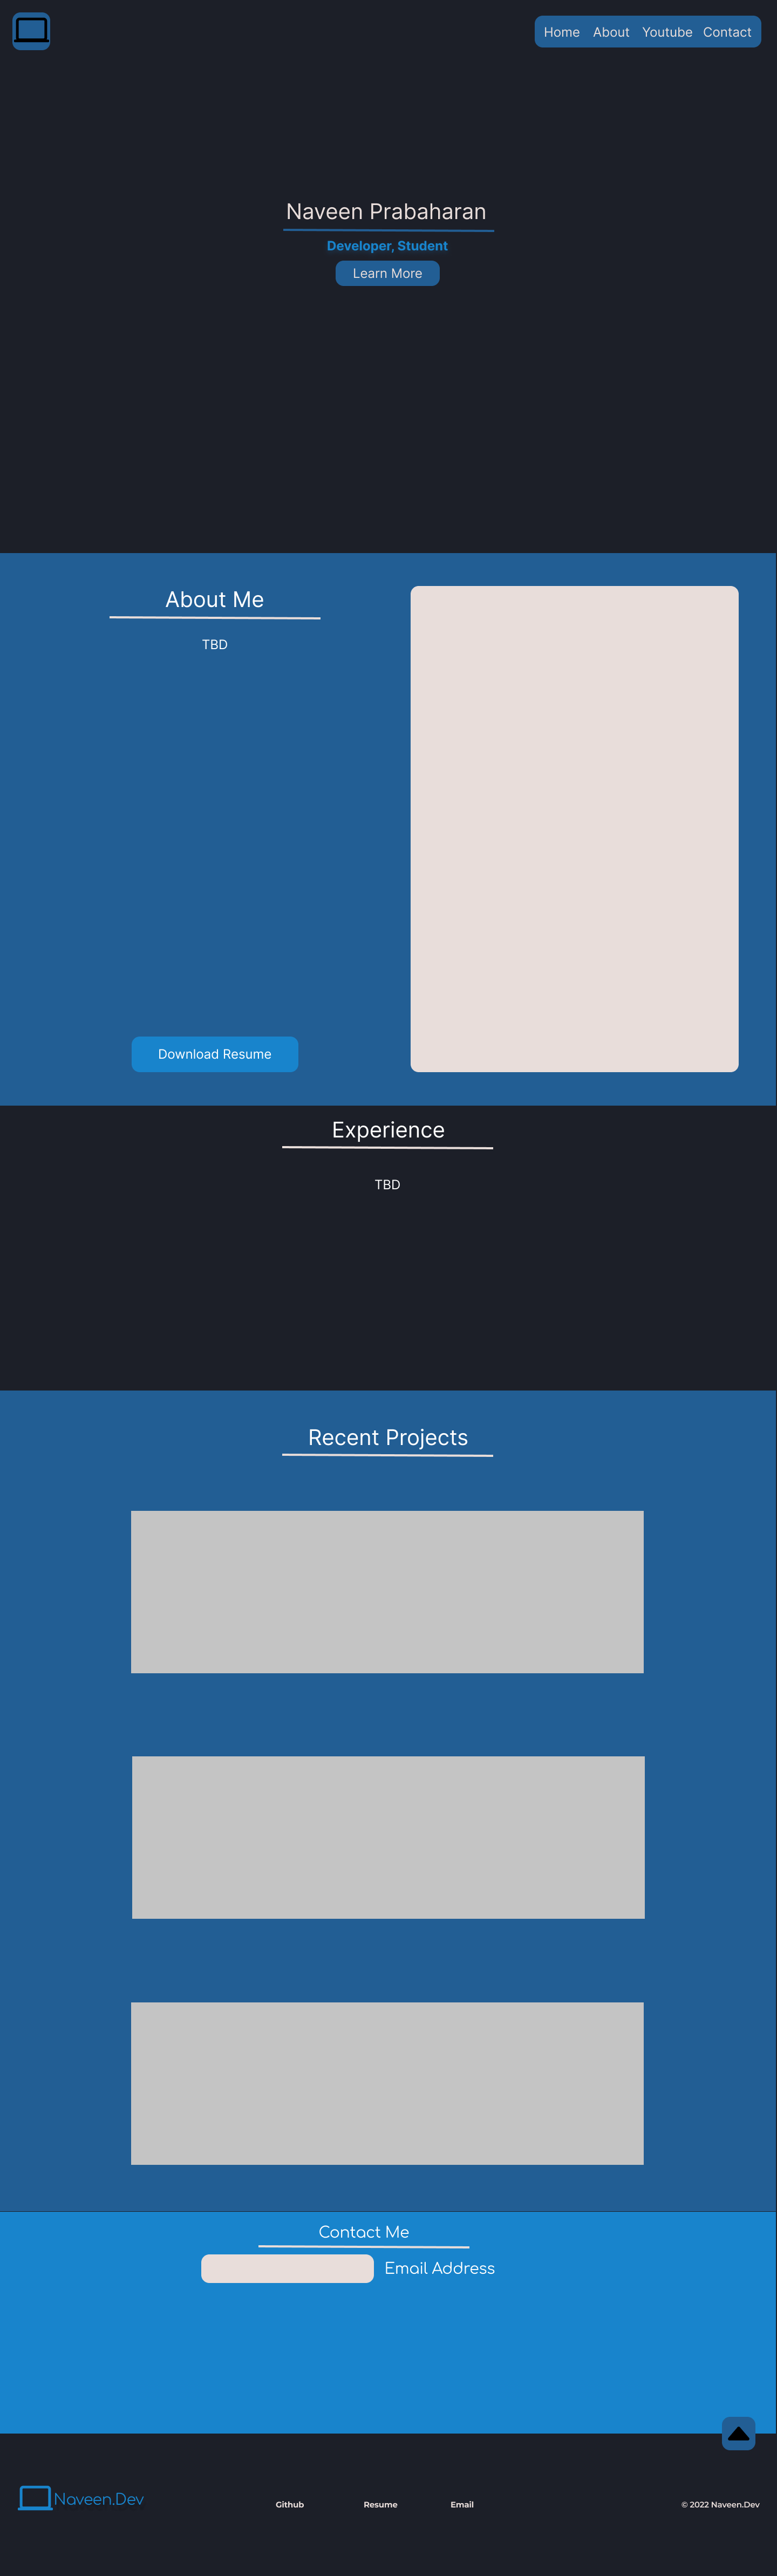 Home About Youtube Contact
Naveen Prabaharan
Developer, Student
Learn More
About Me
TBD
Download Resume
Experience
TBD
Recent Projects
Contact Me
Email Address
Naveen.Dev
Github Resume Email
© 2022 Naveen.Dev